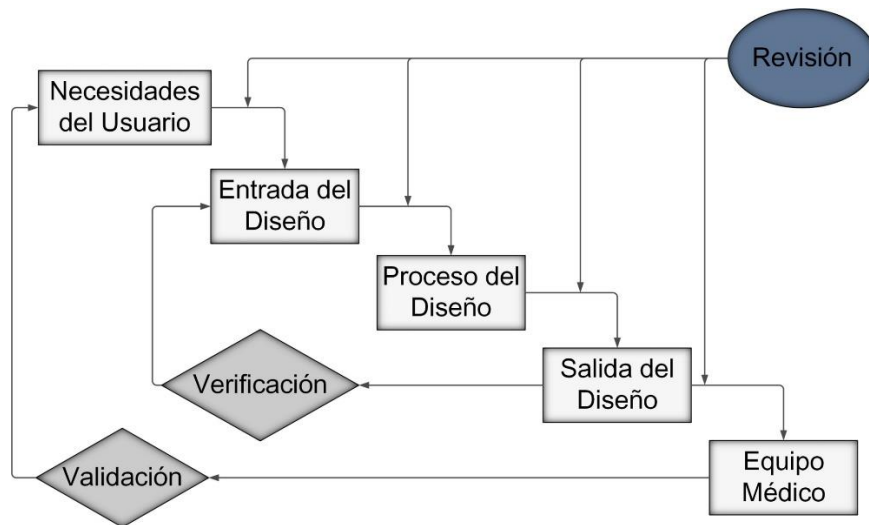 Revisión
Necesidades
del Usuario
Entrada del
Diseño
Proceso del
Diseño
Salida del
Diseño
Verificación
Equipo
Médico
Validación